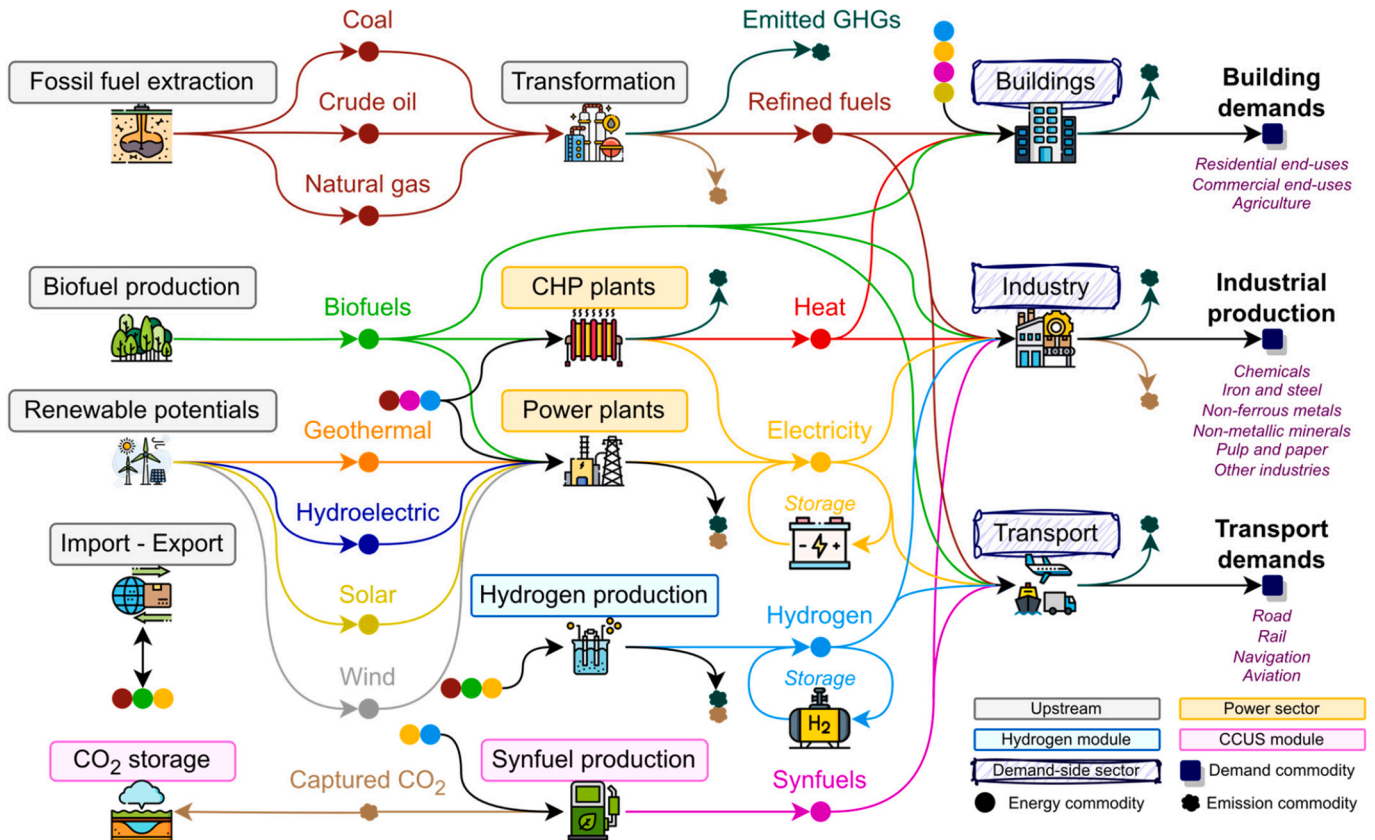 Coal
Emitted GHGs
Fossil fuel extraction
Transformation
Buildings
Building
demands
Crude oil
Refined fuels
Natural gas
Residential end-uses
Commercial end-uses
Agriculture
Biofuel production
CHP plants
Industry
Industrial
production
Biofuels
Heat
Chemicals
Iron and steel
Non-ferrous metals
Non-metallic minerals
Pulp and paper
Other industries
Renewable potentials
Power plants
Geothermal
Electricity
Hydroelectric
Storage
Import - Export
Transport
Transport
demands
Solar
Hydrogen production
Hydrogen
Road
Rail
Navigation
Aviation
Wind
Storage
H2
CO2 storage
Captured CO2
Synfuel production
Synfuels
Upstream
Power sector
Hydrogen module
CCUS module
Demand-side sector
Demand commodity
Energy commodity
Emission commodity